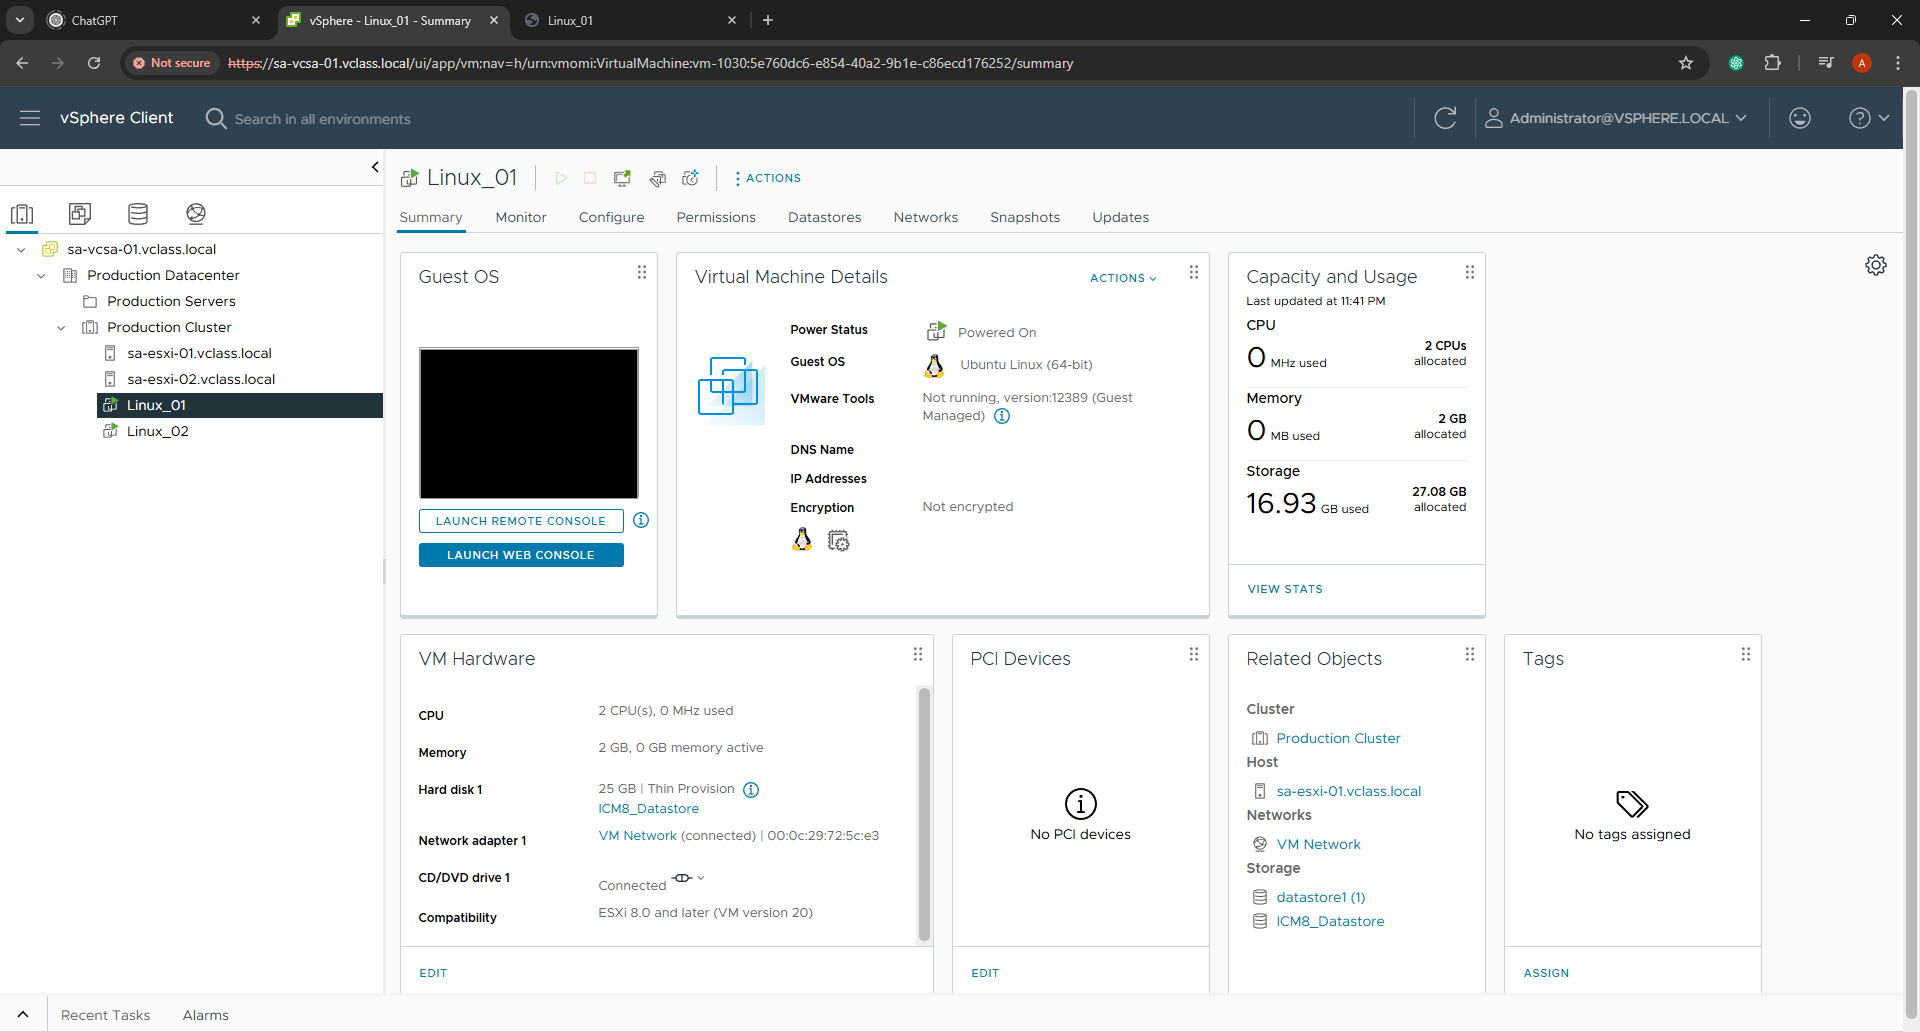 ChatGPT
vSphere - Linux_01 - Summary
Linux_01
Not secure
https://sa-vcsa-01.vclass.local/ui/app/vm;nav=h/urn:vmomi:VirtualMachine:vm-1030:5e760dc6-e854-40a2-9b1e-c86ecd176252/summary
A
vSphere Client
Search in all environments
Administrator@VSPHERE.LOCAL
sa-vcsa-01.vclass.local
Production Datacenter
Production Servers
Production Cluster
sa-esxi-01.vclass.local
sa-esxi-02.vclass.local
Linux_01
Linux_02
Linux_01
ACTIONS
Summary
Monitor
Configure
Permissions
Datastores
Networks
Snapshots
Updates
Guest OS
LAUNCH REMOTE CONSOLE
LAUNCH WEB CONSOLE
Virtual Machine Details
ACTIONS
Power Status
Powered On
Guest OS
Ubuntu Linux (64-bit)
VMware Tools
Not running, version:12389 (Guest
Managed)
DNS Name
IP Addresses
Encryption
Not encrypted
Capacity and Usage
Last updated at 11:41 PM
CPU
0 MHz used
2 CPUs
allocated
Memory
0 MB used
2 GB
allocated
Storage
16.93 GB used
27.08 GB
allocated
VIEW STATS
VM Hardware
CPU
2 CPU(s), 0 MHz used
Memory
2 GB, 0 GB memory active
Hard disk 1
25 GB | Thin Provision
ICM8_Datastore
Network adapter 1
VM Network (connected) | 00:0c:29:72:5c:e3
CD/DVD drive 1
Connected
Compatibility
ESXi 8.0 and later (VM version 20)
EDIT
PCI Devices
No PCI devices
EDIT
Related Objects
Cluster
Production Cluster
Host
sa-esxi-01.vclass.local
Networks
VM Network
Storage
datastore1 (1)
ICM8_Datastore
Tags
No tags assigned
ASSIGN
Recent Tasks
Alarms